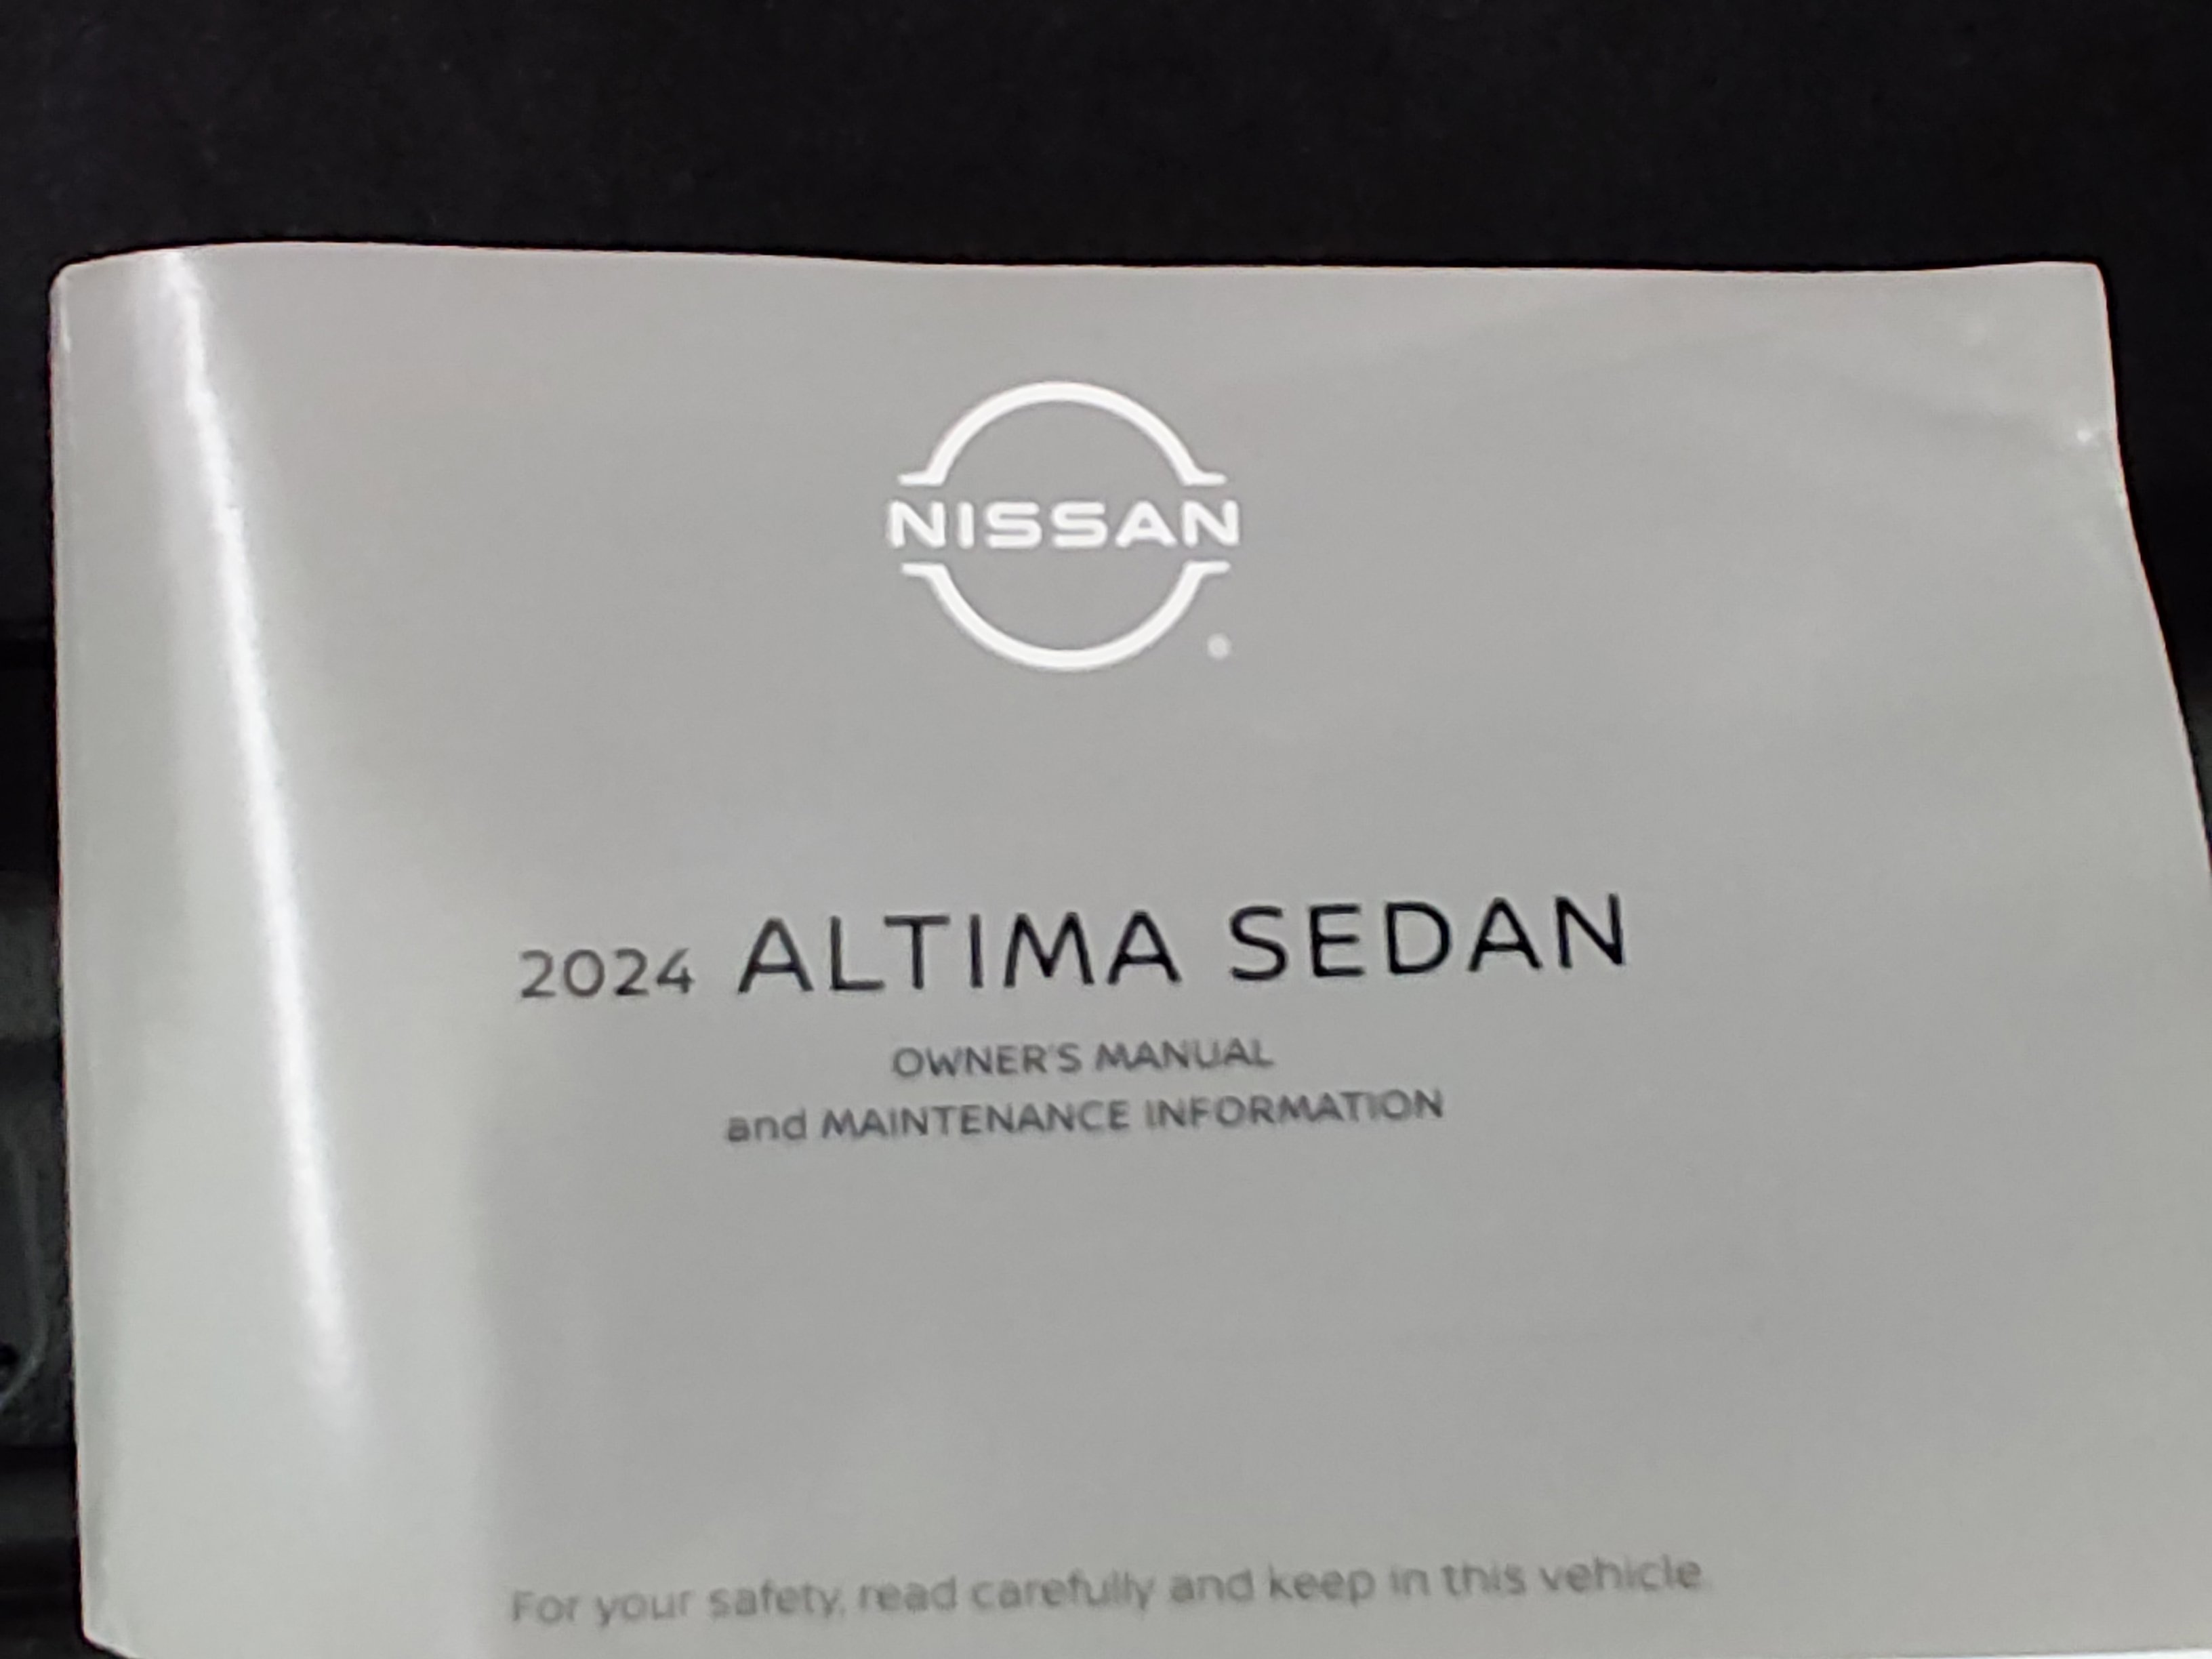 NISSAN
2024 ALTIMA SEDAN
OWNER'S MANUAL
and MAINTENANCE INFORMATION
For your safety, read carefully and keep in this vehicle.